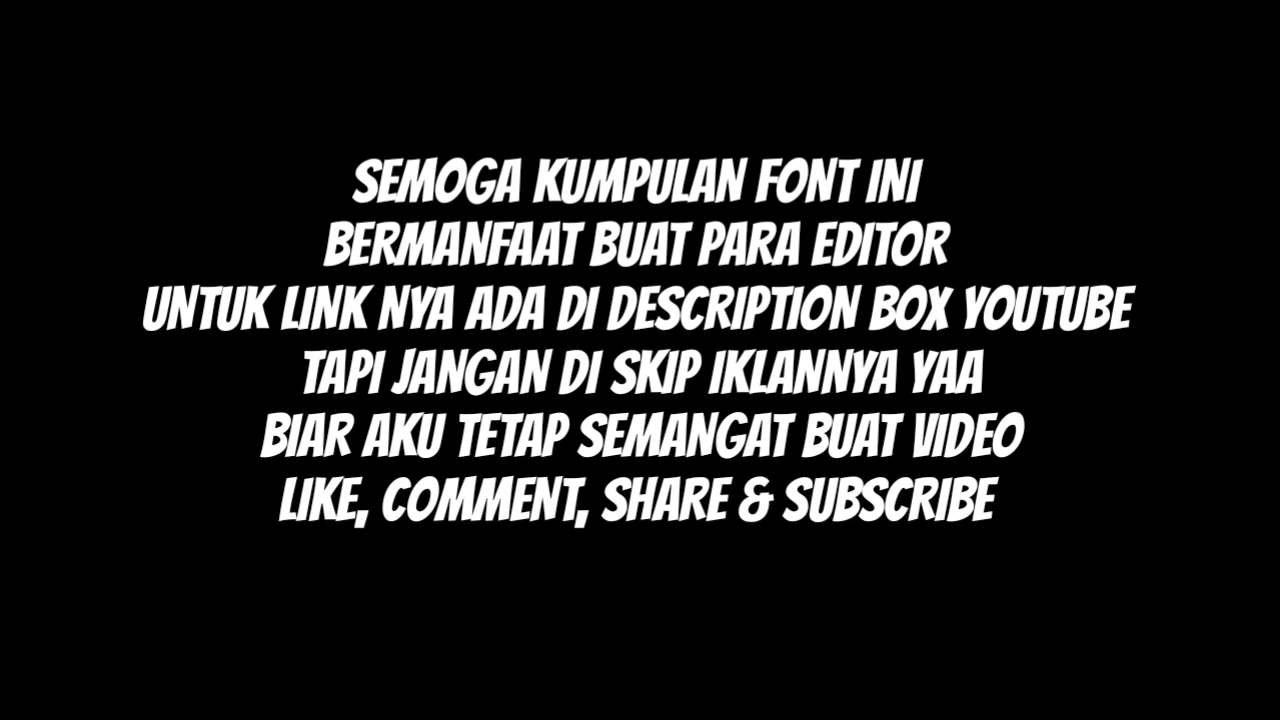 SEMOGA KUMPULAN FONT INI
BERMANFAAT BUAT PARA EDITOR
UNTUK LINK NYA ADA DI DESCRIPTION BOX YOUTUBE
TAPI JANGAN DI SKIP IKLANNYA YAA
BIAR AKU TETAP SEMANGAT BUAT VIDEO
LIKE, COMMENT, SHARE & SUBSCRIBE